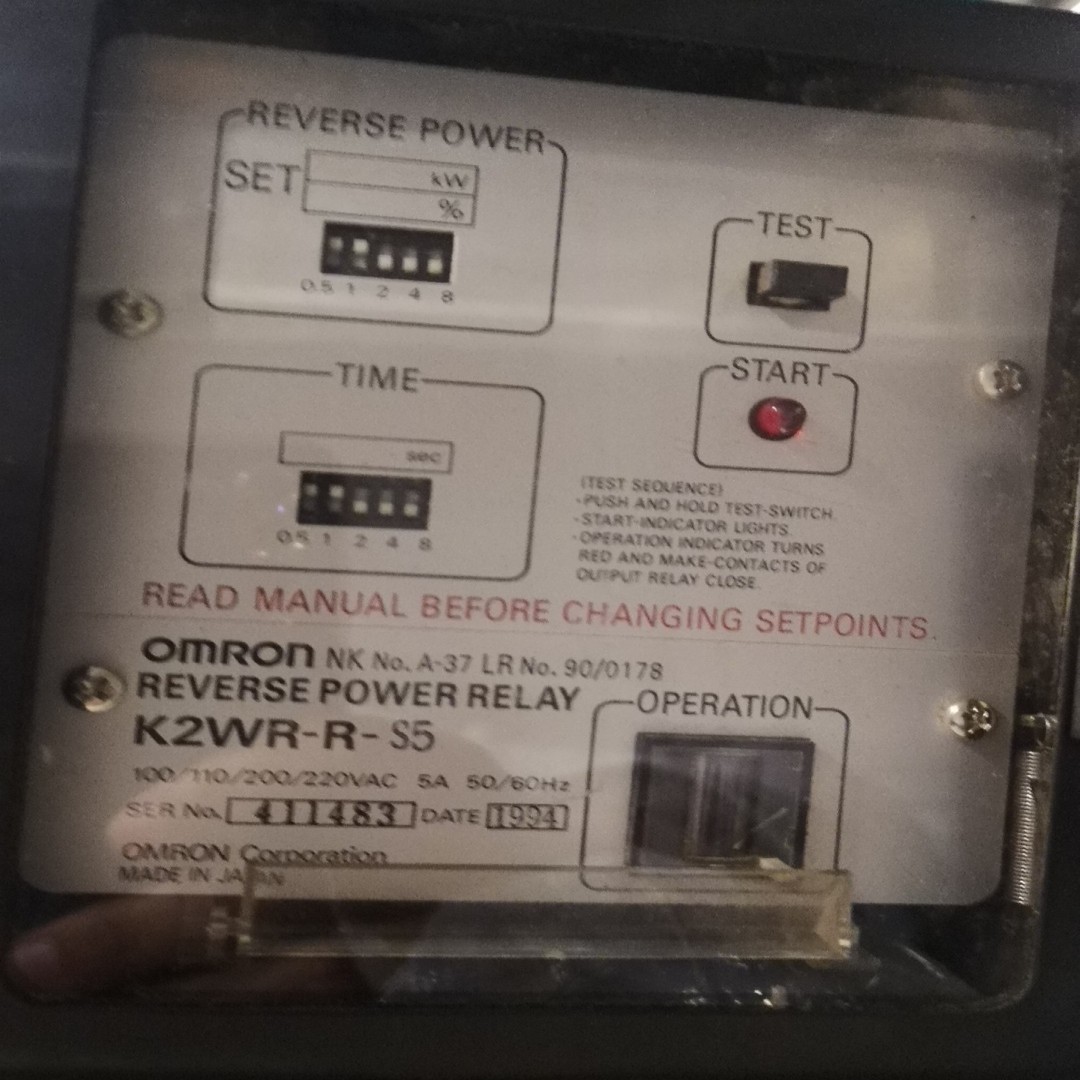 REVERSE POWER
SET kW
%
0.5 1 2 4 8
TEST
TIME
sec
0.5 1 2 4 8
START
(TEST SEQUENCE)
·PUSH AND HOLD TEST-SWITCH.
·START-INDICATOR LIGHTS.
·OPERATION INDICATOR TURNS
RED AND MAKE-CONTACTS OF
OUTPUT RELAY CLOSE.
READ MANUAL BEFORE CHANGING SETPOINTS.
OMRON NK No. A-37 LR No. 90/0178
REVERSE POWER RELAY
K2WR-R-S5
100/110/200/220VAC 5A 50/60Hz
SER No. 411483 DATE 1994
OMRON Corporation
MADE IN JAPAN
OPERATION